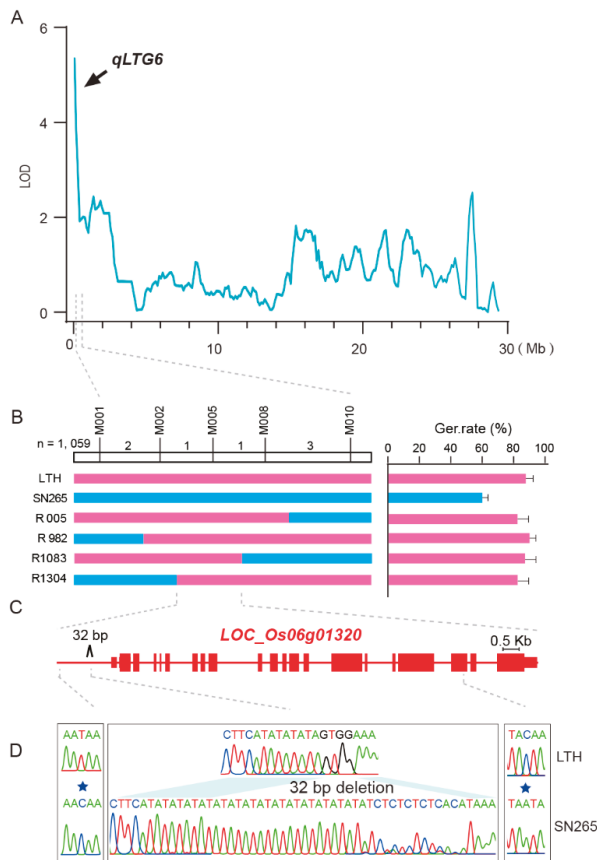 A
6
4
2
0
LOD
qLTG6
0 10 20 30 ( Mb )
B
M001 M002 M005 M008 M010
n = 1, 059 2 1 1 3
Ger.rate (%)
0 20 40 60 80 100
LTH
SN265
R 005
R 982
R1083
R1304
C
32 bp
LOC_Os06g01320
0.5 Kb
D
AATAA CTTCATATATATAGTGGAAA TACAA
LTH
32 bp deletion
AACAA CTTCATATATATATATATATATATATATATATATATCTCTCTCTCACATAAA TAATA
SN265